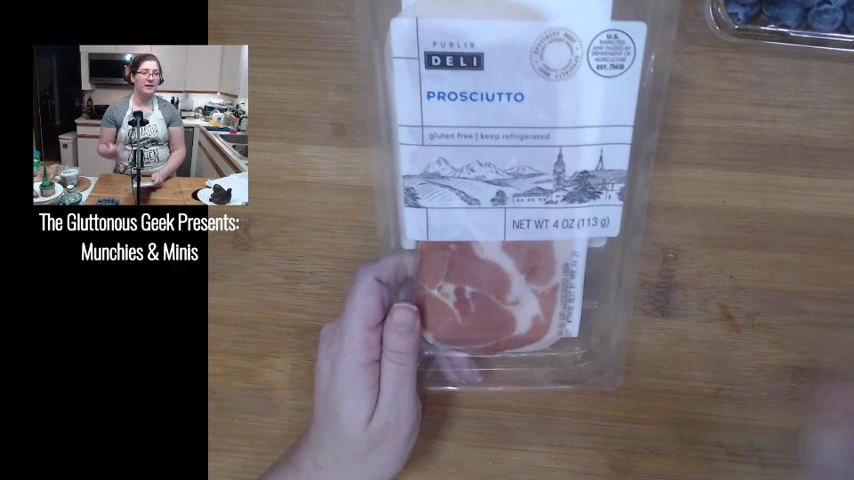 The Gluttonous Geek Presents:
Munchies & Minis
PUBLIX
DELI
PROSCIUTTO
gluten free | keep refrigerated
NET WT 4 OZ (113 g)
U.S.
INSPECTED
AND PASSED BY
DEPARTMENT OF
AGRICULTURE